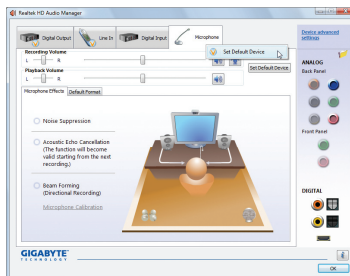 Realtek HD Audio Manager
Digital Output
Line In
Digital Input
Microphone
Device advanced
settings
Set Default Device
Recording Volume
L
R
Set Default Device
Playback Volume
L
R
ANALOG
Back Panel
Microphone Effects
Default Format
Noise Suppression
Acoustic Echo Cancellation
(The function will become
valid starting from the next
recording.)
Front Panel
Beam Forming
(Directional Recording)
Microphone Calibration
DIGITAL
GIGABYTE
TECHNOLOGY
i
OK